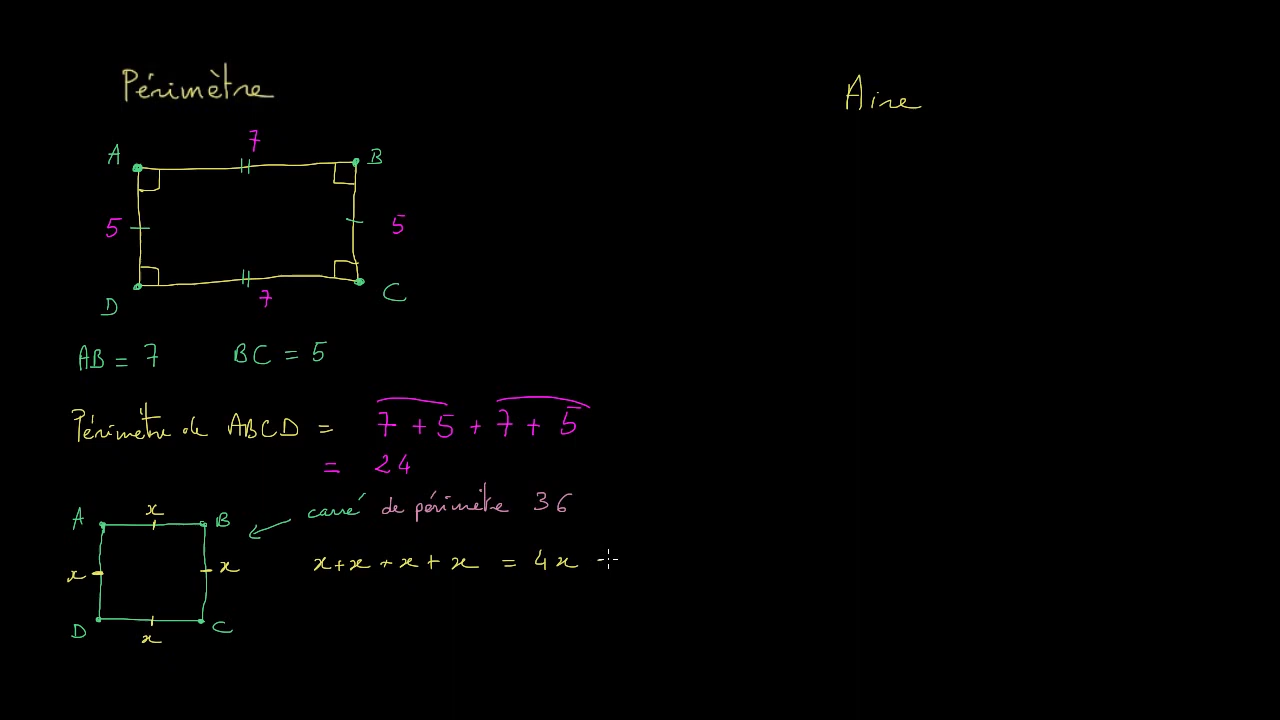 Périmètre
Aire
7
A
B
5
5
D
7
C
AB = 7 BC = 5
Périmètre de ABCD = 7 + 5 + 7 + 5
= 24
carré de périmètre 36
A
x
B
x
x
x + x + x + x = 4x
D
x
C